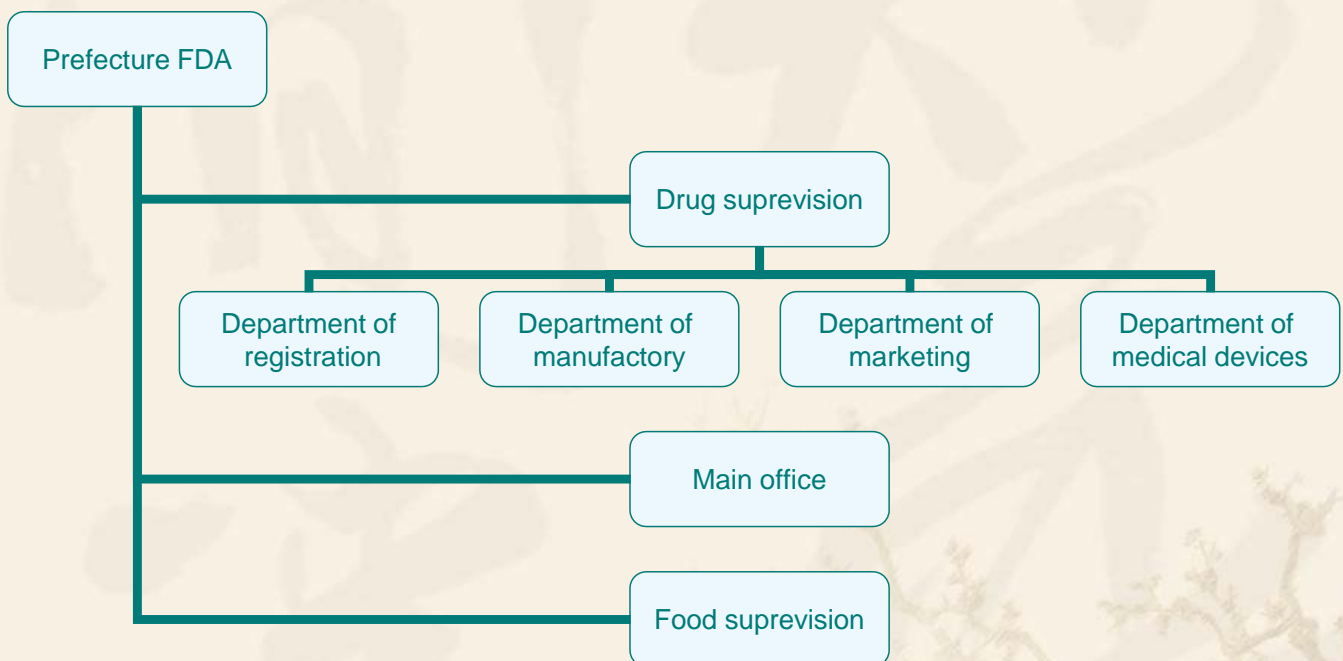 Prefecture FDA
Drug suprevision
Department of
registration
Department of
manufactory
Department of
marketing
Department of
medical devices
Main office
Food suprevision